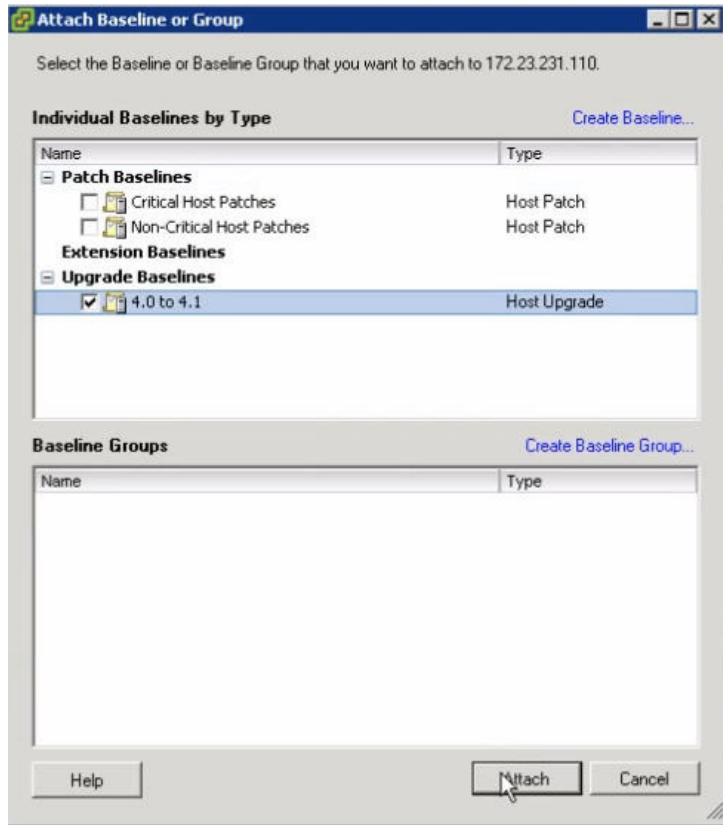 Attach Baseline or Group
Select the Baseline or Baseline Group that you want to attach to 172.23.231.110.
Individual Baselines by Type Create Baseline...
Name Type
Patch Baselines
Critical Host Patches Host Patch
Non-Critical Host Patches Host Patch
Extension Baselines
Upgrade Baselines
4.0 to 4.1 Host Upgrade
Baseline Groups Create Baseline Group...
Name Type
Help Attach Cancel